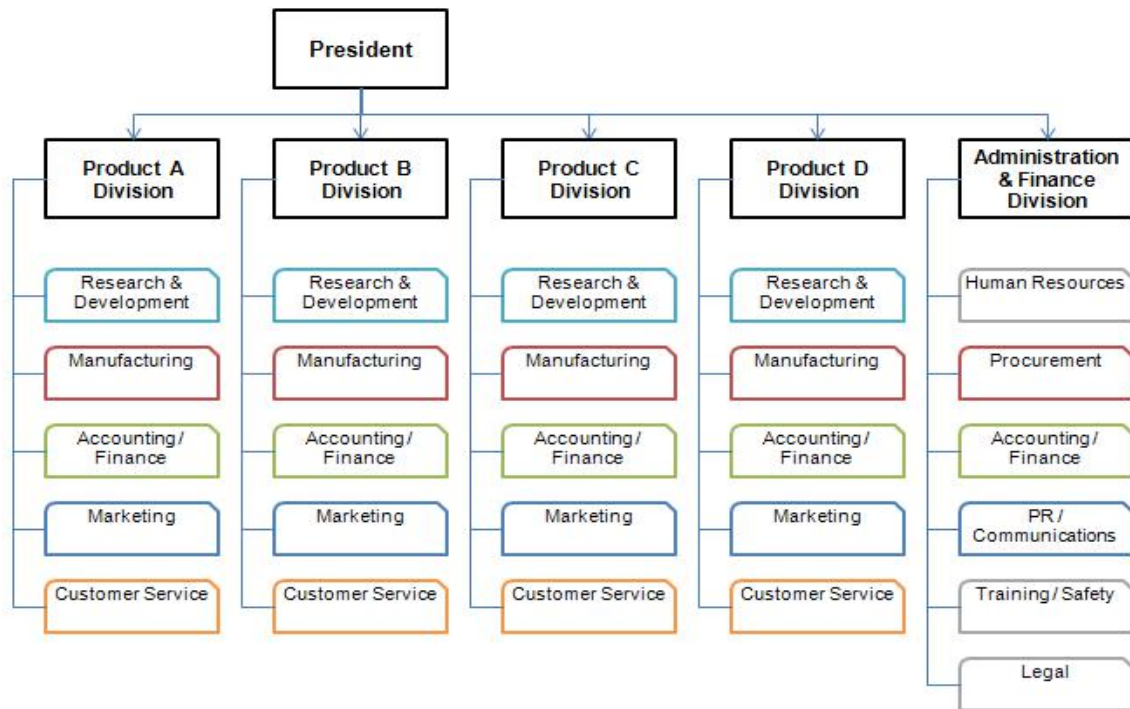 President
Product A
Division
Product B
Division
Product C
Division
Product D
Division
Administration
& Finance
Division
Research &
Development
Research &
Development
Research &
Development
Research &
Development
Human Resources
Manufacturing
Manufacturing
Manufacturing
Manufacturing
Procurement
Accounting /
Finance
Accounting /
Finance
Accounting /
Finance
Accounting /
Finance
Accounting /
Finance
Marketing
Marketing
Marketing
Marketing
PR /
Communications
Customer Service
Customer Service
Customer Service
Customer Service
Training / Safety
Legal